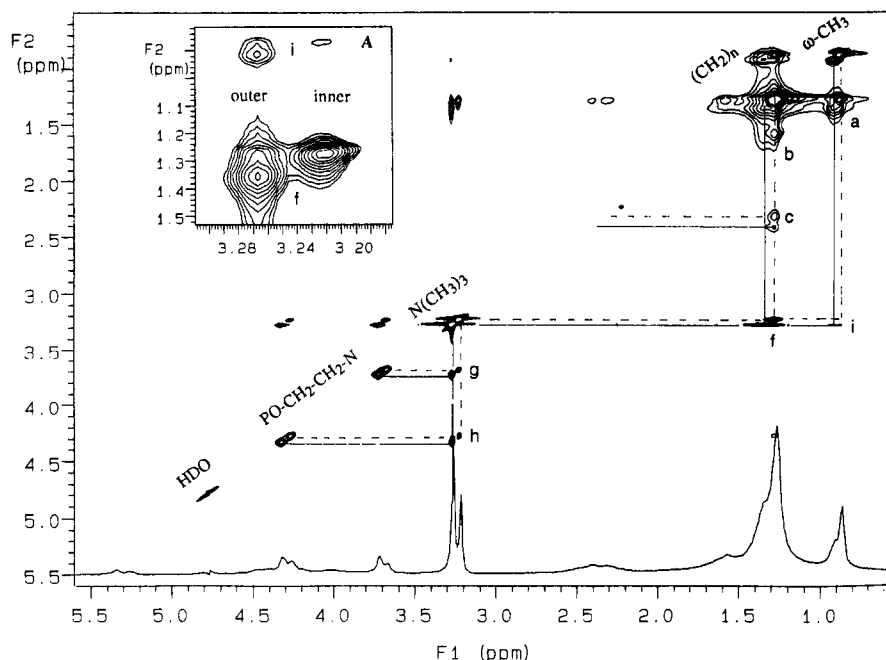 F2
(ppm)
F2
(ppm)
i
A
outer
inner
1.1
1.2
1.3
1.4
1.5
f
3.28
3.24
3.20
(CH2)n
ω-CH3
a
b
c
1.5
2.0
2.5
3.0
3.5
4.0
4.5
5.0
5.5
N(CH3)3
f
i
PO-CH2-CH2-N
g
h
HDO
5.5
5.0
4.5
4.0
3.5
3.0
2.5
2.0
1.5
1.0
F1 (ppm)